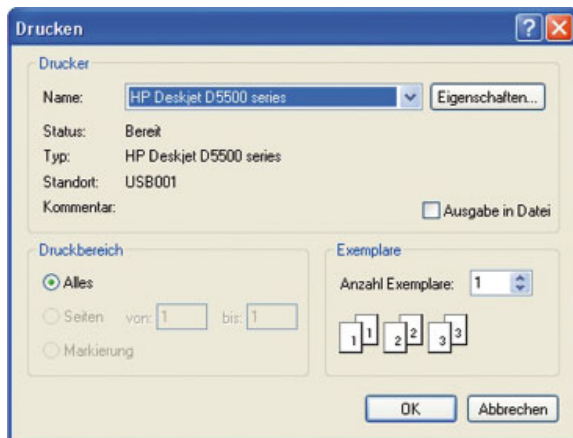 Drucken
Drucker
Name: HP Deskjet D5500 series Eigenschaften...
Status: Bereit
Typ: HP Deskjet D5500 series
Standort: USB001
Kommentar: Ausgabe in Datei
Druckbereich
Alles
Seiten von: 1 bis: 1
Markierung
Exemplare
Anzahl Exemplare: 1
1 1 2 2 3 3
OK Abbrechen